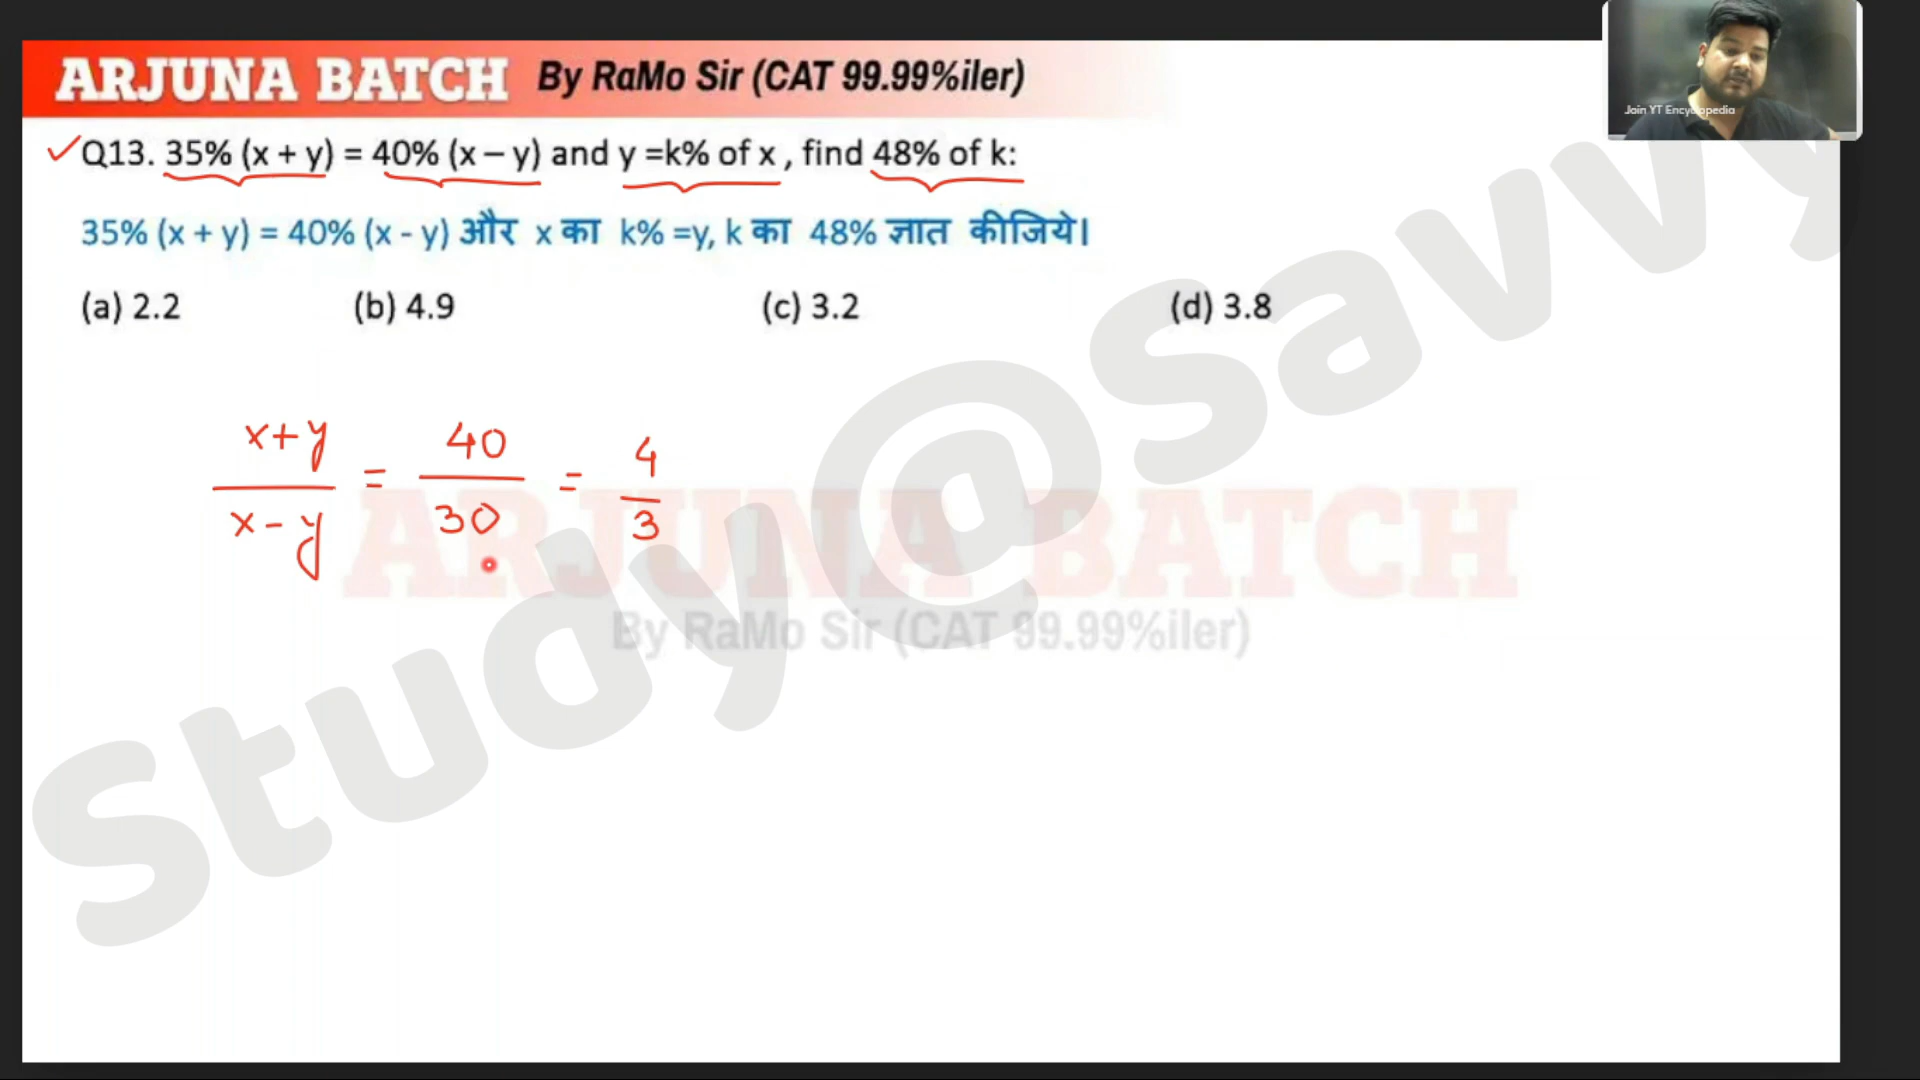 ARJUNA BATCH By RaMo Sir (CAT 99.99%iler)
Join YT Encyclopedia
Q13. 35% (x + y) = 40% (x – y) and y =k% of x , find 48% of k:
35% (x + y) = 40% (x - y) और x का k% =y, k का 48% ज्ञात कीजिये।
(a) 2.2 (b) 4.9 (c) 3.2 (d) 3.8
x+y / x-y = 40 / 30 = 4 / 3
ARJUNA BATCH
By RaMo Sir (CAT 99.99%iler)
Study@Savvy